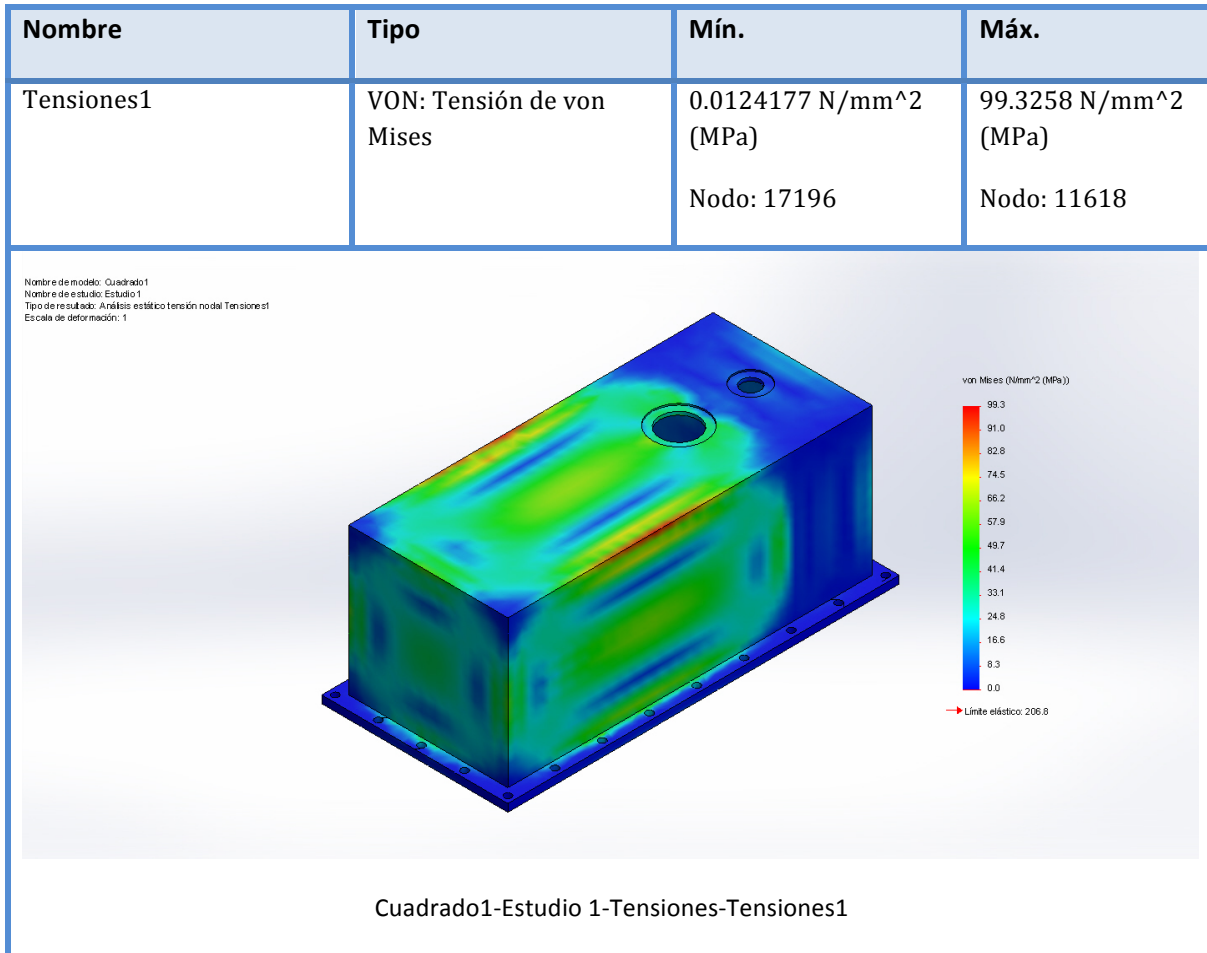 Nombre
Tipo
Mín.
Máx.
Tensiones1
VON: Tensión de von
Mises
0.0124177 N/mm^2
(MPa)
Nodo: 17196
99.3258 N/mm^2
(MPa)
Nodo: 11618
Nombre de modelo: Cuadrado1
Nombre de estudio: Estudio 1
Tipo de resultado: Análisis estático tensión nodal Tensiones1
Escala de deformación: 1
von Mises (N/mm^2 (MPa))
99.3
91.0
82.8
74.5
66.2
57.9
49.7
41.4
33.1
24.8
16.6
8.3
0.0
Límite elástico: 206.8
Cuadrado1-Estudio 1-Tensiones-Tensiones1